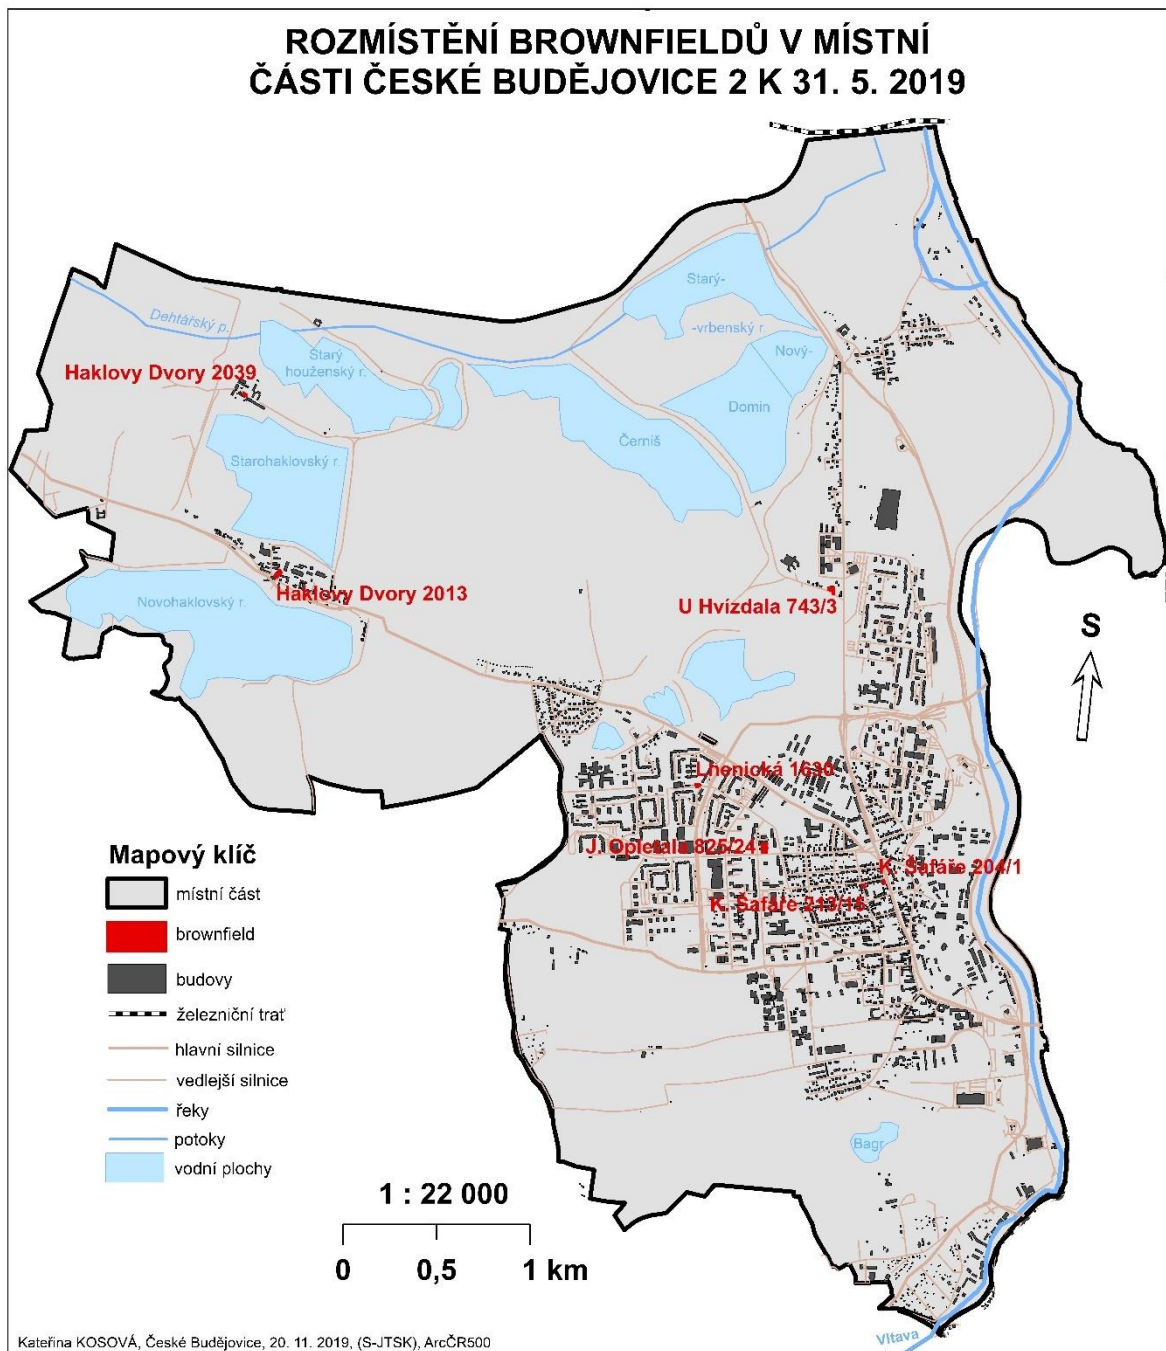 ROZMÍSTĚNÍ BROWNFIELDŮ V MÍSTNÍ
ČÁSTI ČESKÉ BUDĚJOVICE 2 K 31. 5. 2019
Starý-
-vrbenský r.
Dehtářský p.
Starý
houženský r.
Nový-
Haklovy Dvory 2039
Domin
Černiš
Starohaklovský r.
Haklovy Dvory 2013
Novohaklovský r.
U Hvízdala 743/3
S
Lhenická 1630
J. Opletala 825/24
K. Šafáře 204/1
K. Šafáře 213/15
Mapový klíč
místní část
brownfield
budovy
železniční trať
hlavní silnice
vedlejší silnice
řeky
potoky
vodní plochy
Bagr
1 : 22 000
0 0,5 1 km
Vltava
Kateřina KOSOVÁ, České Budějovice, 20. 11. 2019, (S-JTSK), ArcČR500